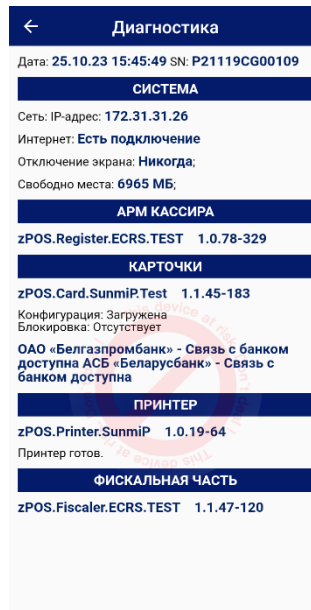 Диагностика
Дата: 25.10.23 15:45:49 SN: P21119CG00109
СИСТЕМА
Сеть: IP-адрес: 172.31.31.26
Интернет: Есть подключение
Отключение экрана: Никогда;
Свободно места: 6965 МБ;
АРМ КАССИРА
zPOS.Register.ECRS.TEST 1.0.78-329
КАРТОЧКИ
zPOS.Card.SunmiP.Test 1.1.45-183
Конфигурация: Загружена
Блокировка: Отсутствует
ОАО «Белгазпромбанк» - Связь с банком
доступна АСБ «Беларусбанк» - Связь с
банком доступна
ПРИНТЕР
zPOS.Printer.SunmiP 1.0.19-64
Принтер готов.
ФИСКАЛЬНАЯ ЧАСТЬ
zPOS.Fiscaler.ECRS.TEST 1.1.47-120
This device at risk